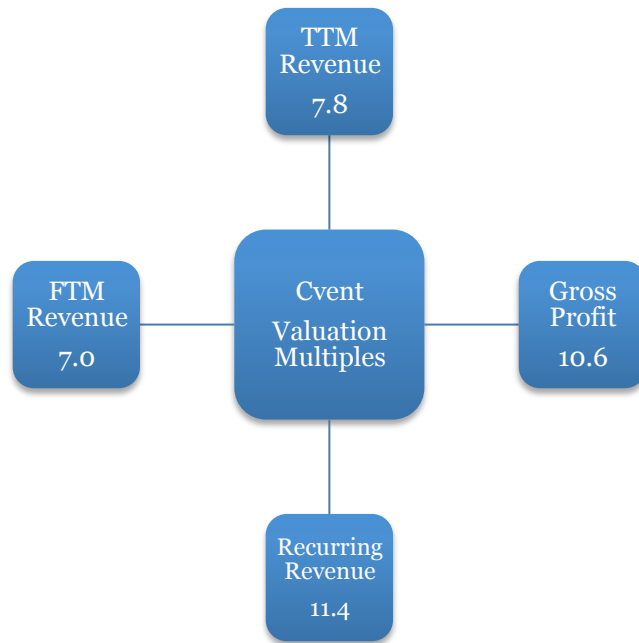 TTM
Revenue
7.8
FTM
Revenue
7.0
Cvent
Valuation
Multiples
Gross
Profit
10.6
Recurring
Revenue
11.4